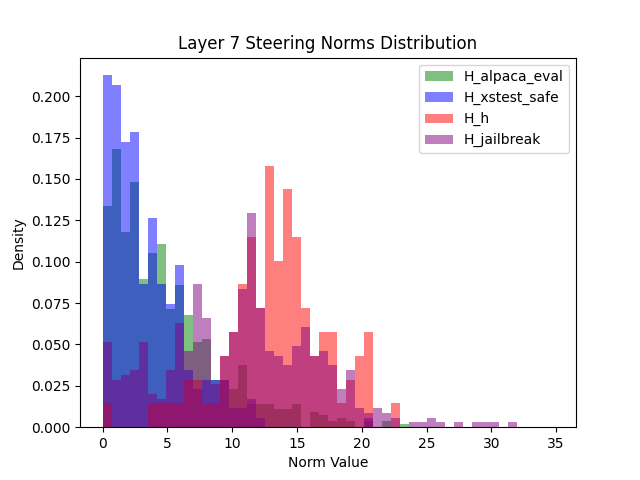 Layer 7 Steering Norms Distribution
H_alpaca_eval
H_xstest_safe
H_h
H_jailbreak
0.200
0.175
0.150
0.125
0.100
0.075
0.050
0.025
0.000
Density
0 5 10 15 20 25 30 35
Norm Value